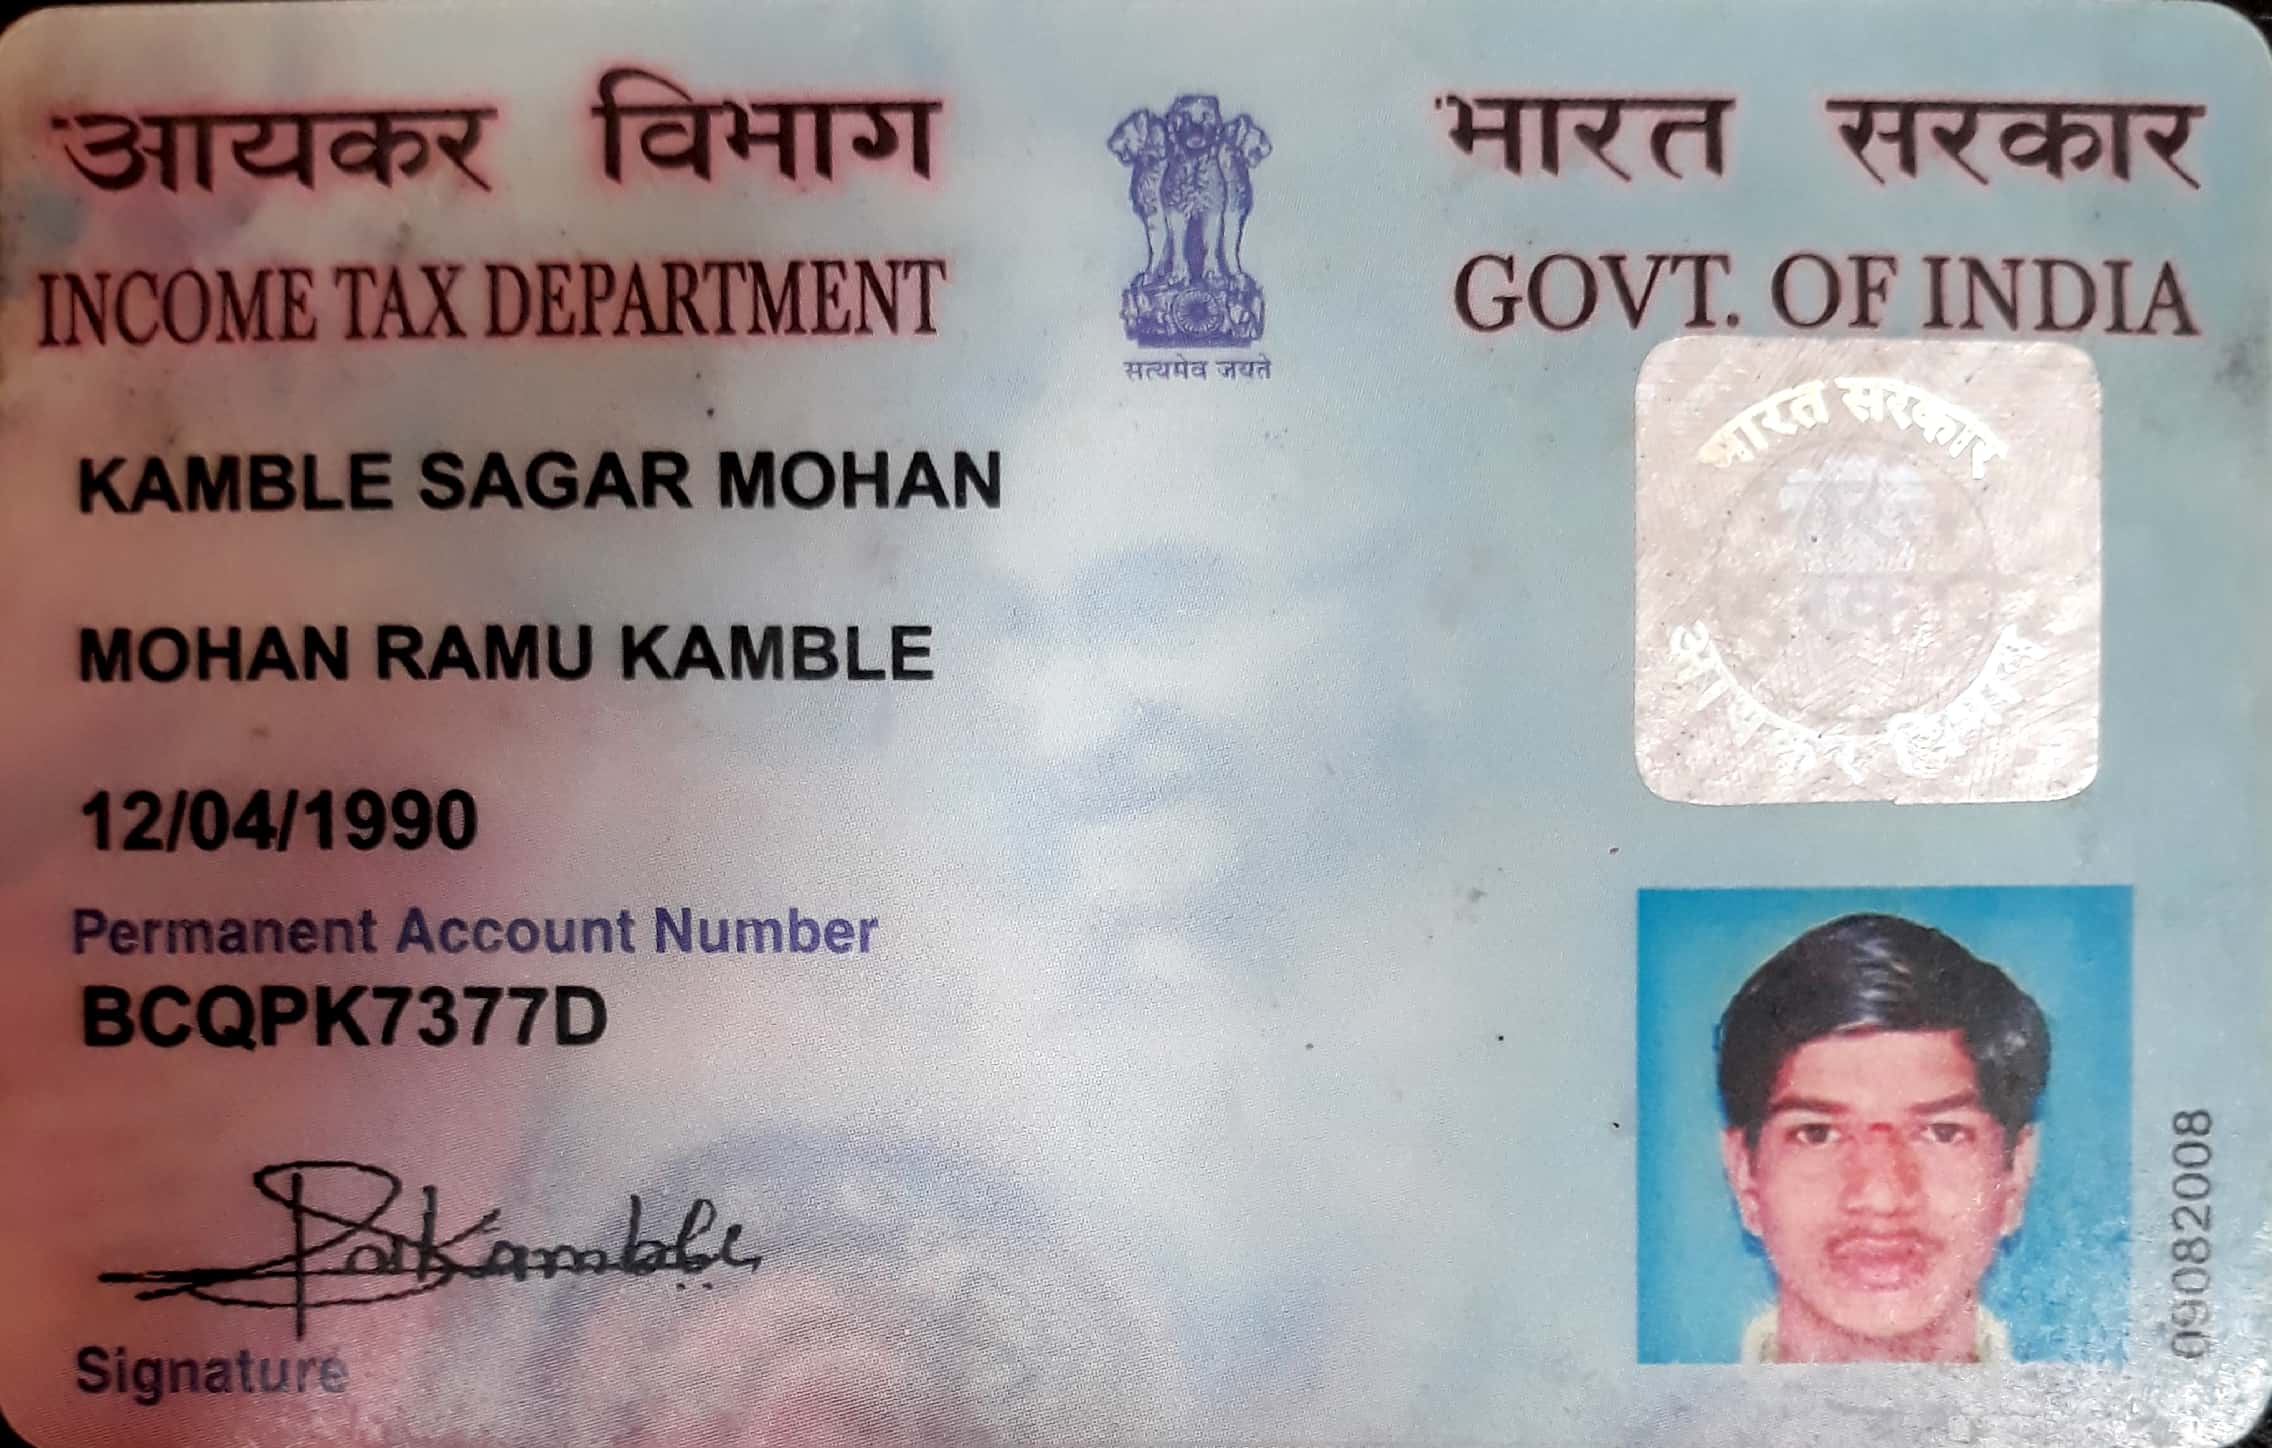 आयकर विभाग
INCOME TAX DEPARTMENT
सत्यमेव जयते
भारत सरकार
GOVT. OF INDIA
भारत सरकार
आयकर विभाग
KAMBLE SAGAR MOHAN
MOHAN RAMU KAMBLE
12/04/1990
Permanent Account Number
BCQPK7377D
Signature
09082008